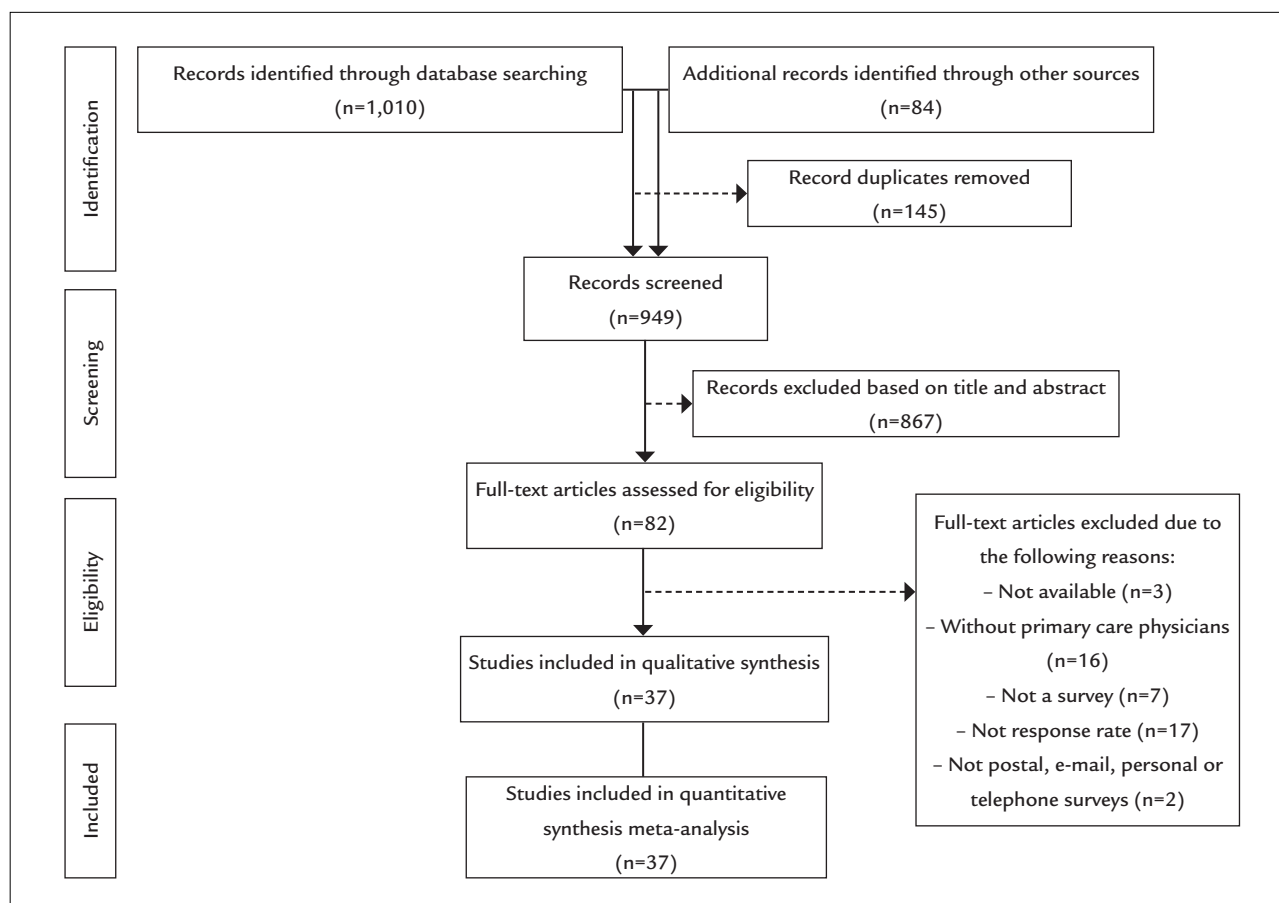 Identification
Records identified through database searching
(n=1,010)
Additional records identified through other sources
(n=84)
Record duplicates removed
(n=145)
Screening
Records screened
(n=949)
Records excluded based on title and abstract
(n=867)
Eligibility
Full-text articles assessed for eligibility
(n=82)
Full-text articles excluded due to
the following reasons:
– Not available (n=3)
– Without primary care physicians
(n=16)
– Not a survey (n=7)
– Not response rate (n=17)
– Not postal, e-mail, personal or
telephone surveys (n=2)
Studies included in qualitative synthesis
(n=37)
Included
Studies included in quantitative
synthesis meta-analysis
(n=37)